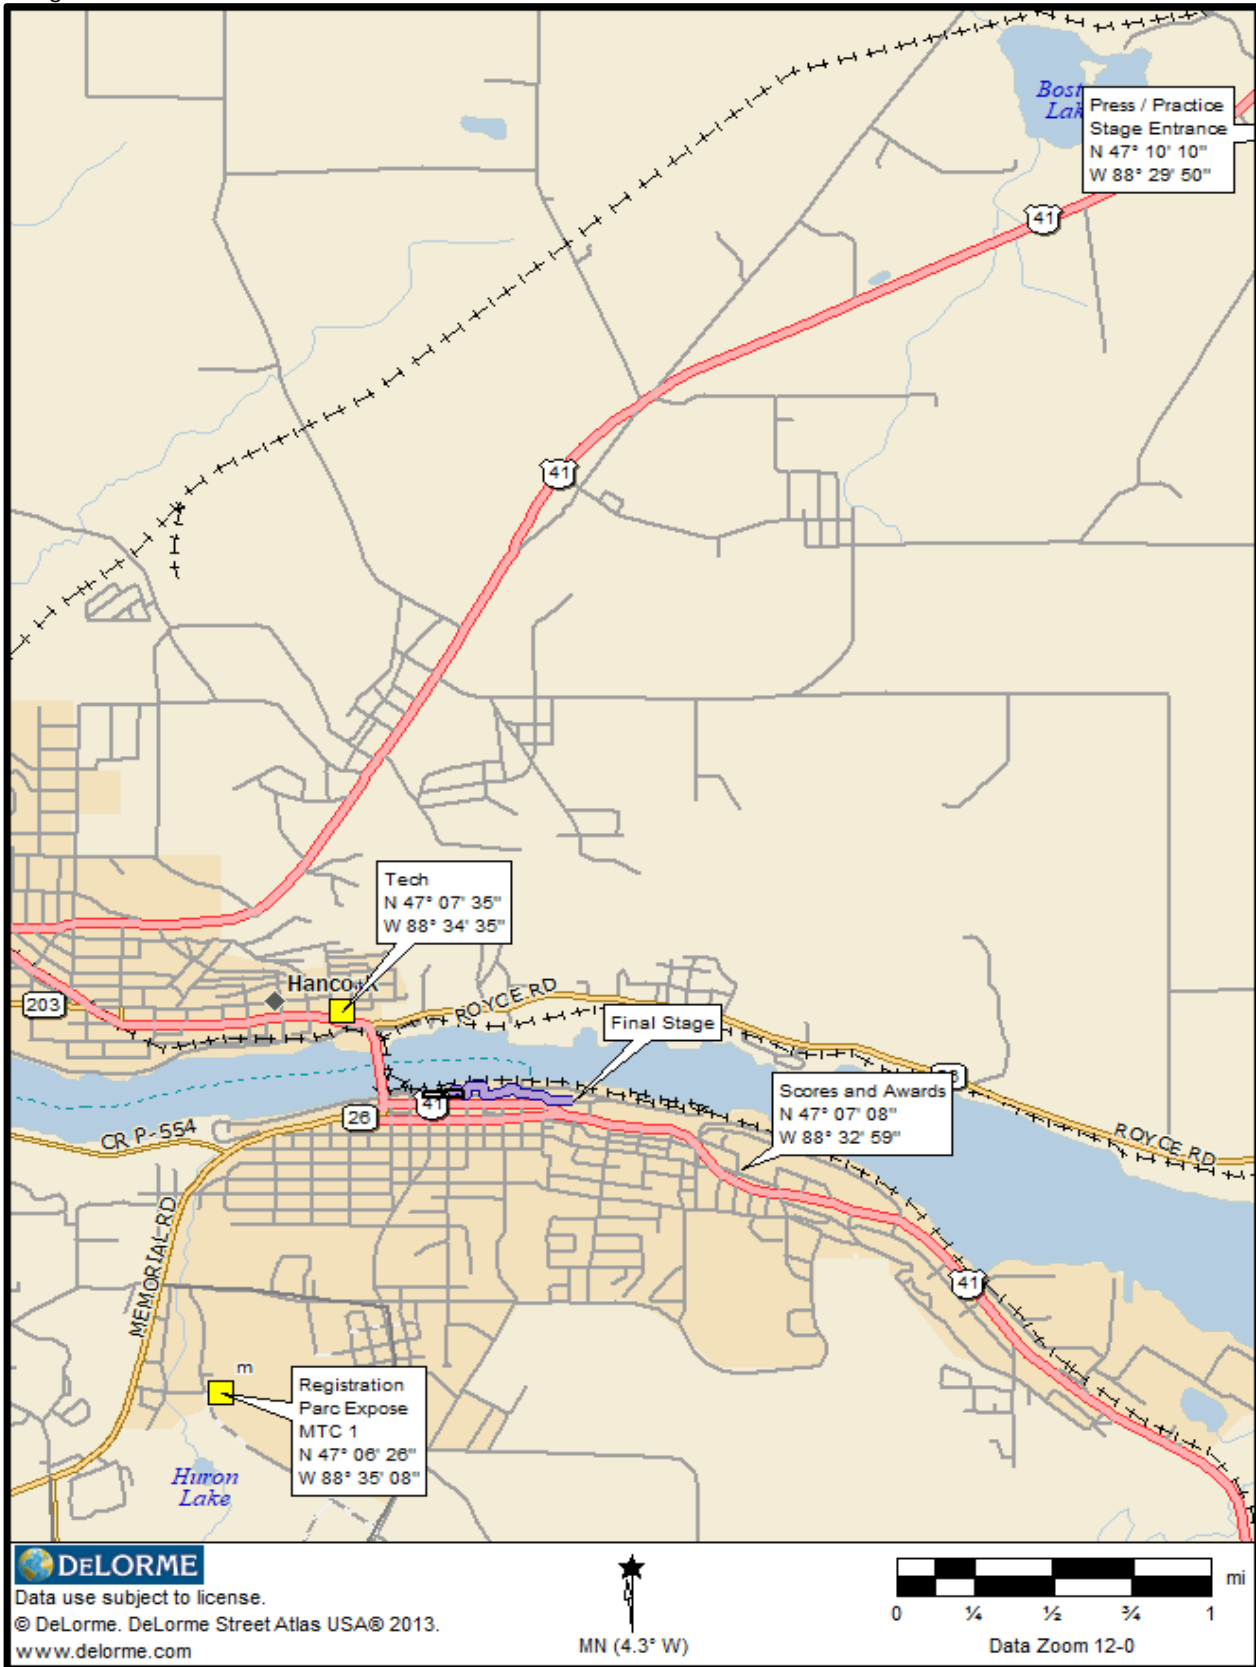 Press / Practice
Stage Entrance
N 47° 10' 10"
W 88° 29' 50"
41
41
Tech
N 47° 07' 35"
W 88° 34' 35"
Hancock
203
ROYCE RD
Final Stage
Scores and Awards
N 47° 07' 08"
W 88° 32' 59"
41
26
CR P-554
ROYCE RD
MEMORIAL RD
41
m
Registration
Parc Expose
MTC 1
N 47° 06' 26"
W 88° 35' 08"
Huron
Lake
DELORME
Data use subject to license.
© DeLorme. DeLorme Street Atlas USA® 2013.
www.delorme.com
MN (4.3° W)
mi
0 ¼ ½ ¾ 1
Data Zoom 12-0